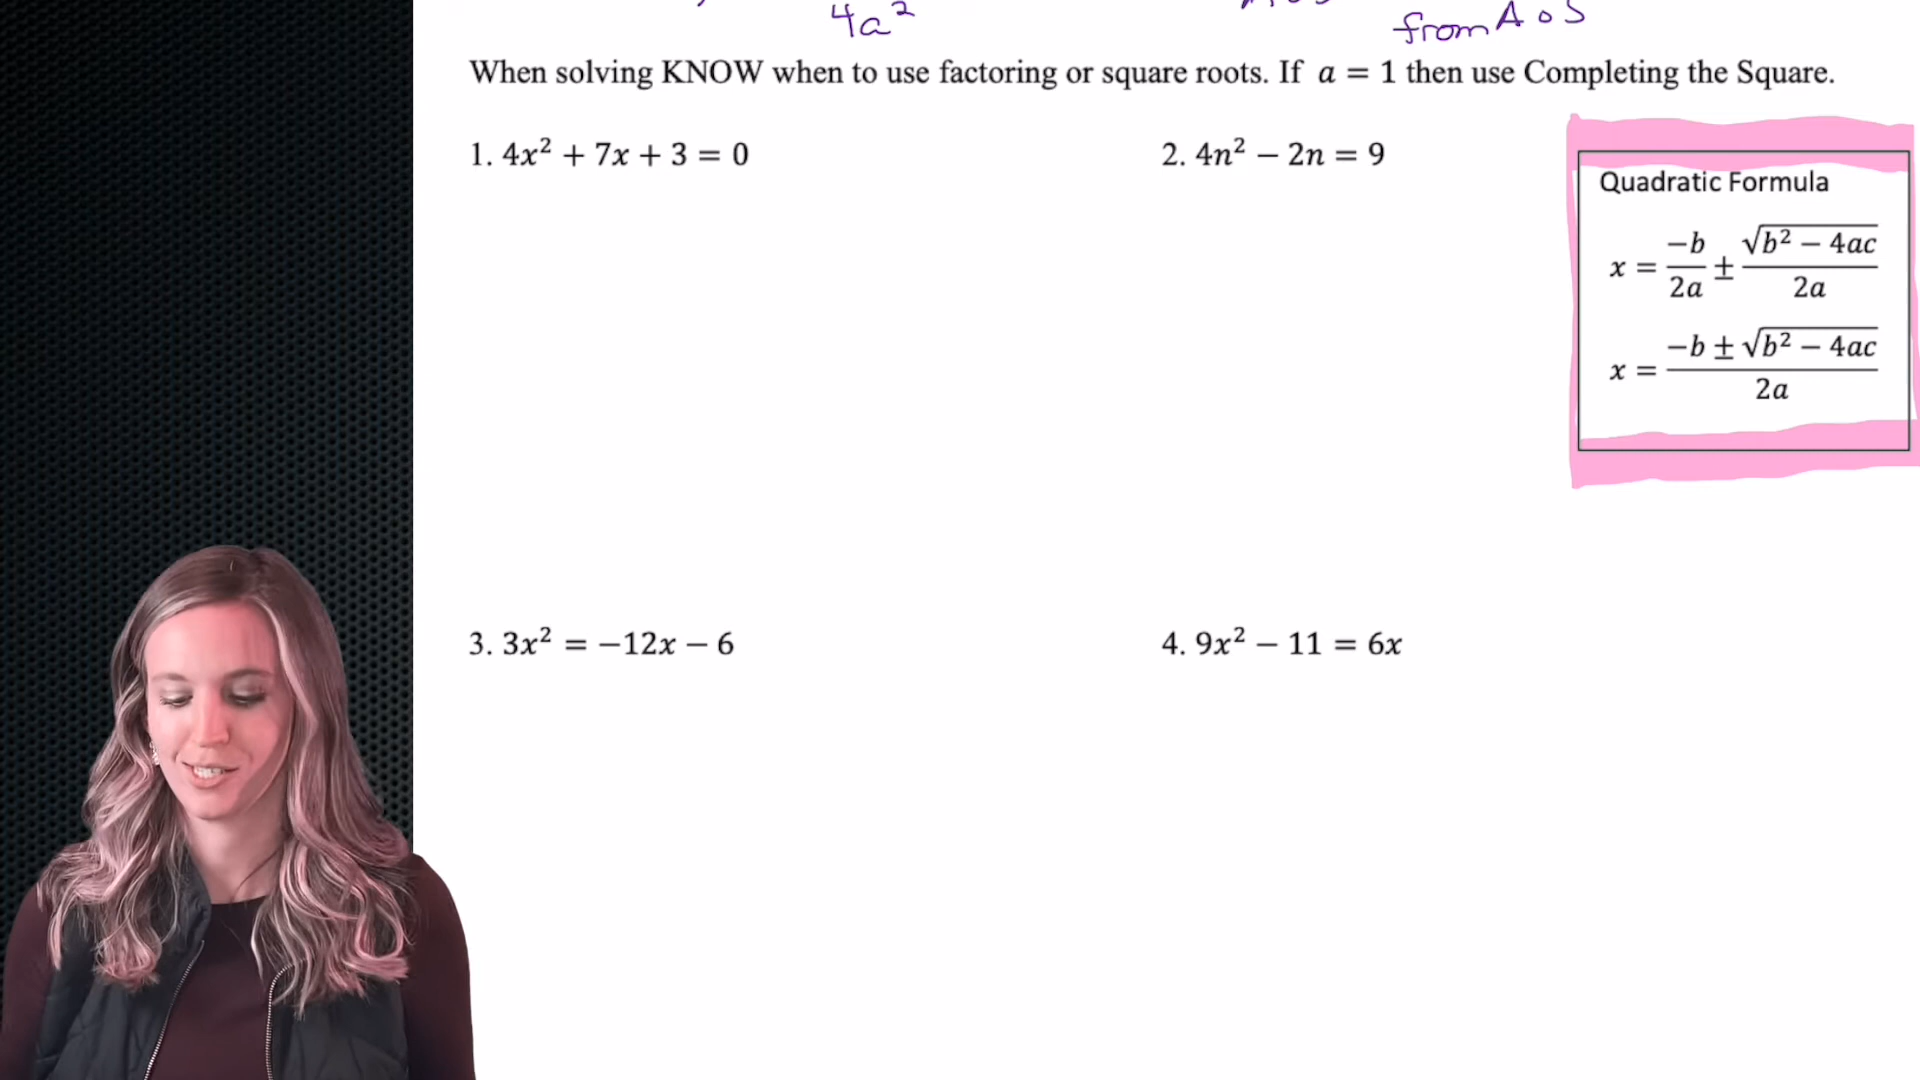 4a²
from A o S
When solving KNOW when to use factoring or square roots. If a = 1 then use Completing the Square.
1. 4x² + 7x + 3 = 0
2. 4n² − 2n = 9
Quadratic Formula
x = −b/2a ± √(b² − 4ac)/2a
x = (−b ± √(b² − 4ac))/2a
3. 3x² = −12x − 6
4. 9x² − 11 = 6x